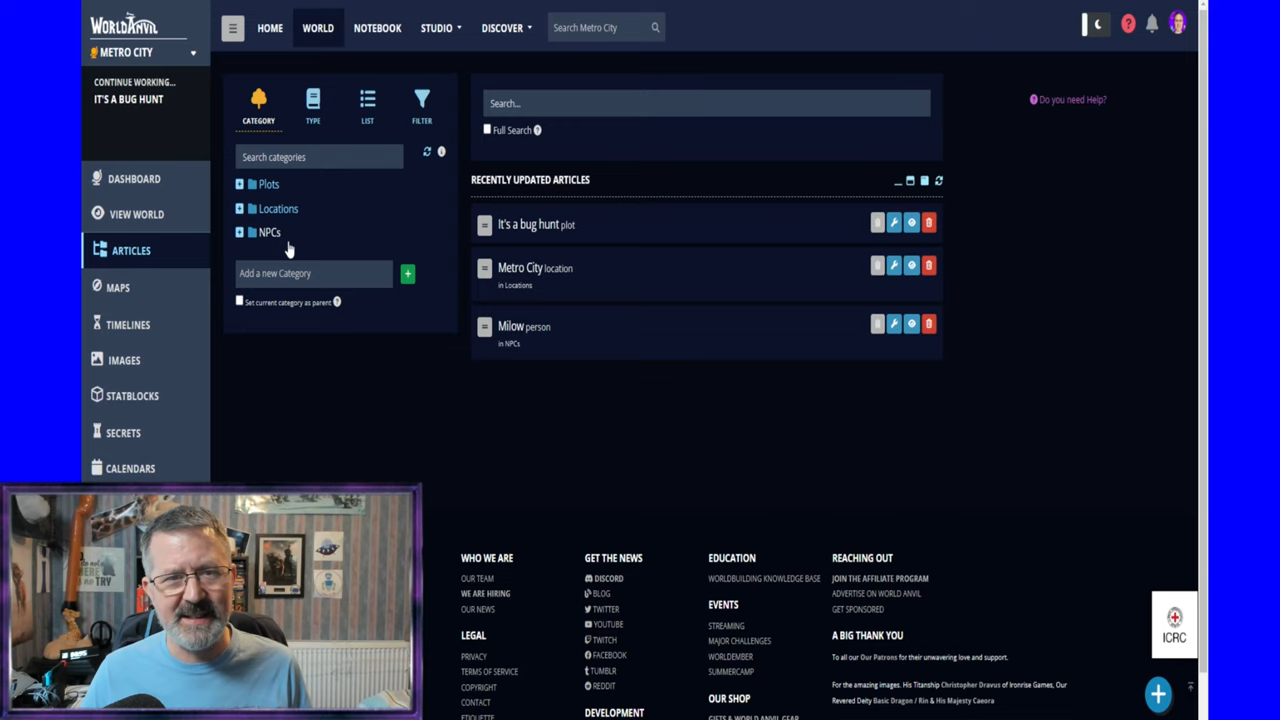 WORLDANVIL
METRO CITY
CONTINUE WORKING...
IT'S A BUG HUNT
DASHBOARD
VIEW WORLD
ARTICLES
MAPS
TIMELINES
IMAGES
STATBLOCKS
SECRETS
CALENDARS
HOME
WORLD
NOTEBOOK
STUDIO
DISCOVER
Search Metro City
CATEGORY
TYPE
LIST
FILTER
Search categories
Plots
Locations
NPCs
Add a new Category
Set current category as parent
Search...
Full Search
RECENTLY UPDATED ARTICLES
It's a bug hunt plot
Metro City location
in Locations
Milow person
in NPCs
Do you need Help?
WHO WE ARE
OUR TEAM
WE ARE HIRING
OUR NEWS
LEGAL
PRIVACY
TERMS OF SERVICE
COPYRIGHT
CONTACT
ETIQUETTE
GET THE NEWS
DISCORD
BLOG
TWITTER
YOUTUBE
TWITCH
FACEBOOK
TUMBLR
REDDIT
DEVELOPMENT
EDUCATION
WORLDBUILDING KNOWLEDGE BASE
EVENTS
STREAMING
MAJOR CHALLENGES
WORLDEMBER
SUMMERCAMP
OUR SHOP
GIFTS & WORLD ANVIL GEAR
REACHING OUT
JOIN THE AFFILIATE PROGRAM
ADVERTISE ON WORLD ANVIL
GET SPONSORED
A BIG THANK YOU
To all our Our Patrons for their unwavering love and support.
For the amazing images. His Titanship Christopher Dravus of Ironrise Games, Our
Revered Deity Basic Dragon / Rin & His Majesty Caeora
ICRC